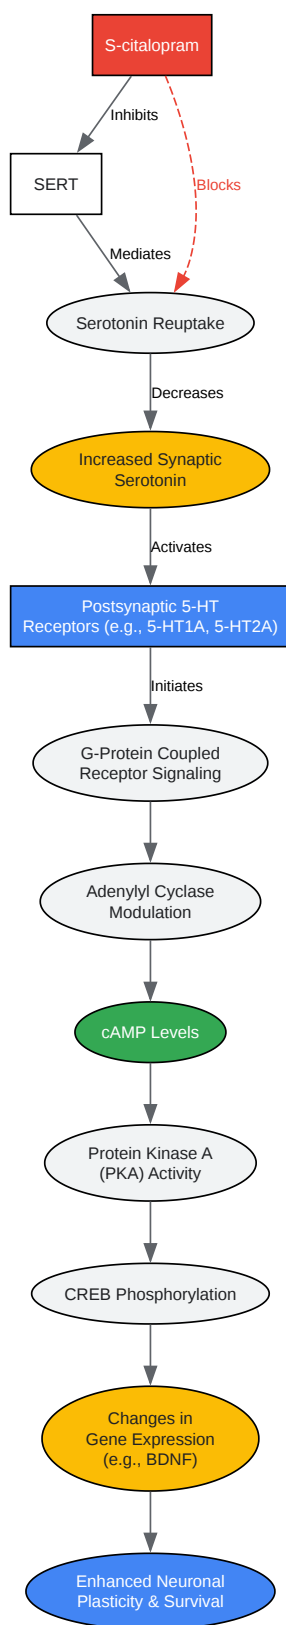 S-citalopram
Inhibits
SERT
Blocks
Mediates
Serotonin Reuptake
Decreases
Increased Synaptic
Serotonin
Activates
Postsynaptic 5-HT
Receptors (e.g., 5-HT1A, 5-HT2A)
Initiates
G-Protein Coupled
Receptor Signaling
Adenylyl Cyclase
Modulation
cAMP Levels
Protein Kinase A
(PKA) Activity
CREB Phosphorylation
Changes in
Gene Expression
(e.g., BDNF)
Enhanced Neuronal
Plasticity & Survival